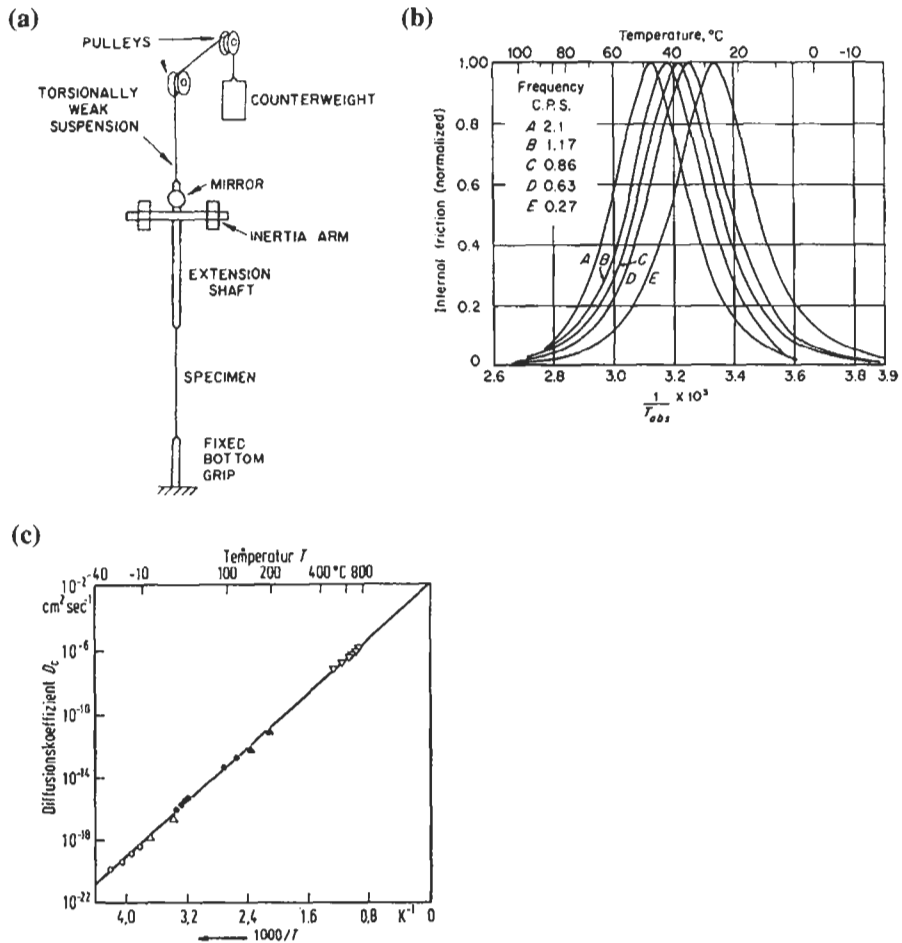 (a)
PULLEYS
COUNTERWEIGHT
TORSIONALLY
WEAK
SUSPENSION
MIRROR
INERTIA ARM
EXTENSION
SHAFT
SPECIMEN
FIXED
BOTTOM
GRIP
(b)
Temperature, °C
100 80 60 40 20 0 -10
Internal friction (normalized)
1.00
0.8
0.6
0.4
0.2
0
Frequency
C.P.S.
A 2.1
B 1.17
C 0.86
D 0.63
E 0.27
A B C
D E
2.6 2.8 3.0 3.2 3.4 3.6 3.9
1/T_abs × 10³
(c)
Temperatur T
-40 -10 100 200 400 °C 800
Diffusionskoeffizient D_c
10⁻²
cm² sec⁻¹
10⁻⁶
10⁻¹⁰
10⁻¹⁴
10⁻¹⁸
10⁻²²
4,0 3,2 2,4 1.6 0,8 K⁻¹ 0
1000/T